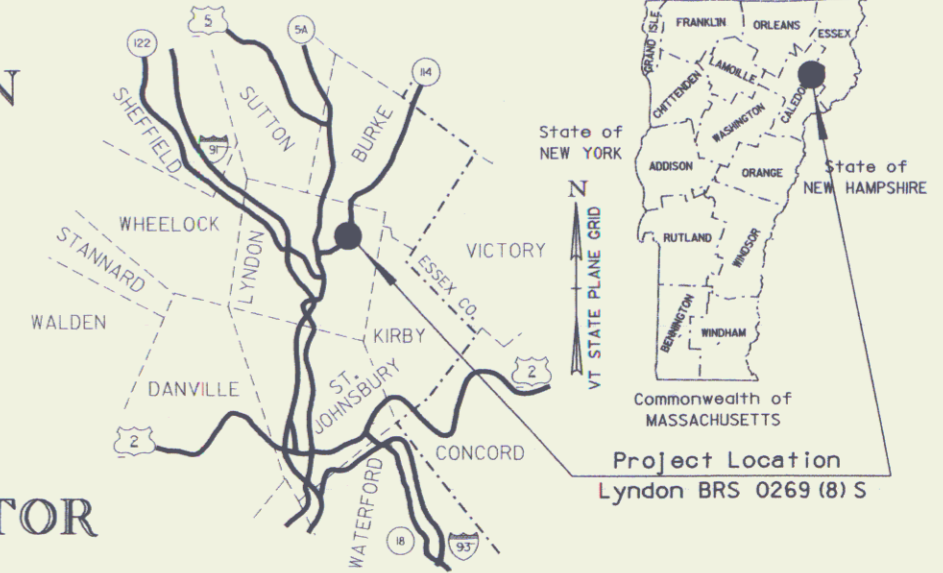 N
TOR
122
5
5A
114
91
SHEFFIELD
SUTTON
BURKE
WHEELOCK
STANNARD
LYNDON
VICTORY
ESSEX CO.
WALDEN
KIRBY
DANVILLE
ST.
JOHNSBURY
2
2
CONCORD
WATERFORD
18
93
State of
NEW YORK
N
VT STATE PLANE GRID
GRAND ISLE
FRANKLIN
ORLEANS
ESSEX
LAMOILLE
CHITTENDEN
WASHINGTON
CALEDO
ADDISON
ORANGE
State of
NEW HAMPSHIRE
RUTLAND
WINDSOR
BENNINGTON
WINDHAM
Commonwealth of
MASSACHUSETTS
Project Location
Lyndon BRS 0269 (8) S